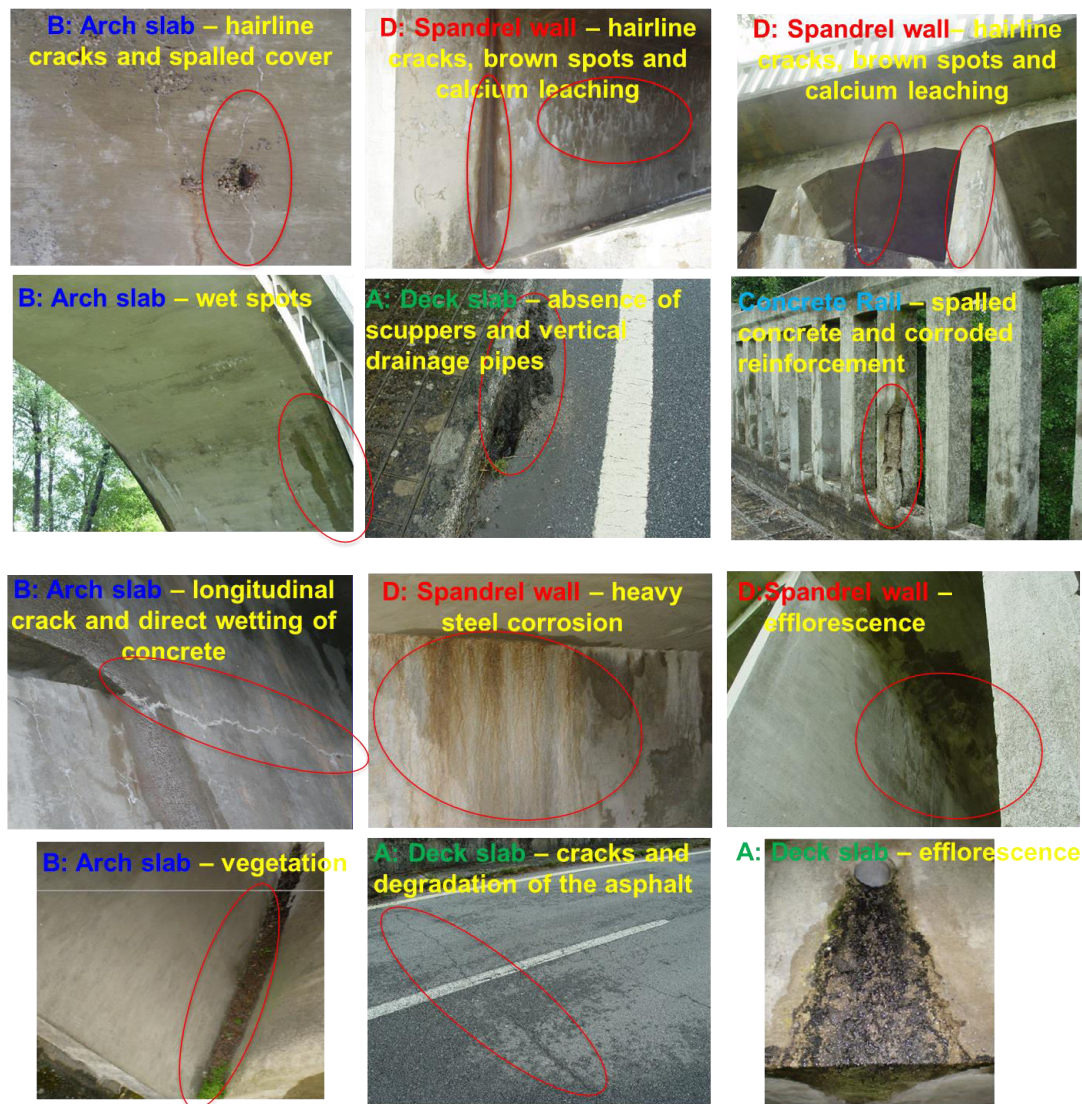 B: Arch slab – hairline
cracks and spalled cover
D: Spandrel wall – hairline
cracks, brown spots and
calcium leaching
D: Spandrel wall– hairline
cracks, brown spots and
calcium leaching
B: Arch slab – wet spots
A: Deck slab – absence of
scuppers and vertical
drainage pipes
Concrete Rail – spalled
concrete and corroded
reinforcement
B: Arch slab – longitudinal
crack and direct wetting of
concrete
D: Spandrel wall – heavy
steel corrosion
D:Spandrel wall –
efflorescence
B: Arch slab – vegetation
A: Deck slab – cracks and
degradation of the asphalt
A: Deck slab – efflorescence